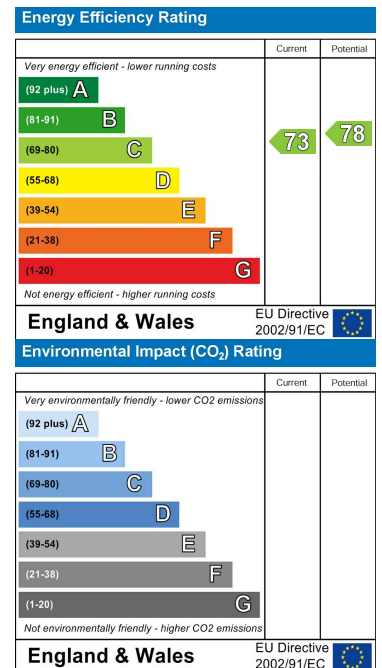 Energy Efficiency Rating
Current Potential
Very energy efficient - lower running costs
(92 plus) A
(81-91) B
(69-80) C
73 78
(55-68) D
(39-54) E
(21-38) F
(1-20) G
Not energy efficient - higher running costs
England & Wales
EU Directive
2002/91/EC
Environmental Impact (CO₂) Rating
Current Potential
Very environmentally friendly - lower CO2 emissions
(92 plus) A
(81-91) B
(69-80) C
(55-68) D
(39-54) E
(21-38) F
(1-20) G
Not environmentally friendly - higher CO2 emissions
England & Wales
EU Directive
2002/91/EC